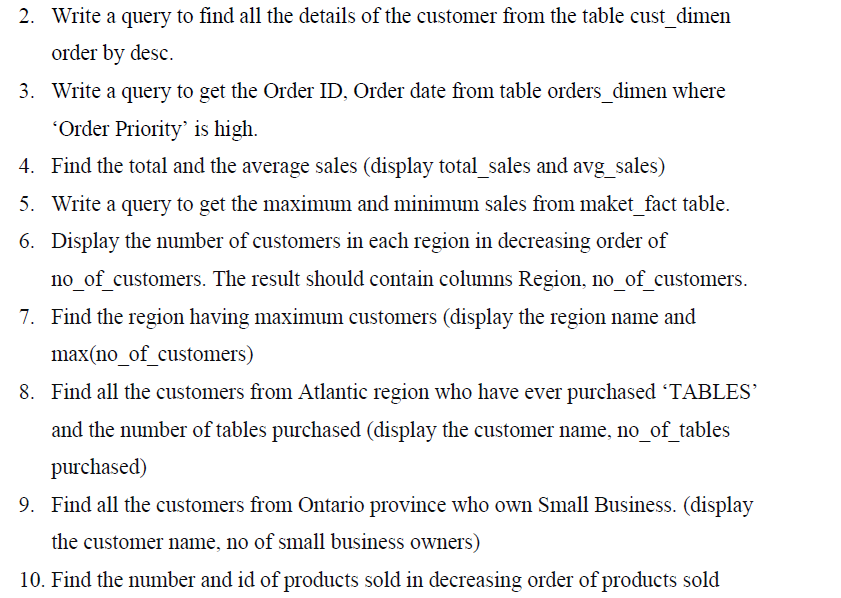 2. Write a query to find all the details of the customer from the table cust_dimen
order by desc.
3. Write a query to get the Order ID, Order date from table orders_dimen where
‘Order Priority’ is high.
4. Find the total and the average sales (display total_sales and avg_sales)
5. Write a query to get the maximum and minimum sales from maket_fact table.
6. Display the number of customers in each region in decreasing order of
no_of_customers. The result should contain columns Region, no_of_customers.
7. Find the region having maximum customers (display the region name and
max(no_of_customers)
8. Find all the customers from Atlantic region who have ever purchased ‘TABLES’
and the number of tables purchased (display the customer name, no_of_tables
purchased)
9. Find all the customers from Ontario province who own Small Business. (display
the customer name, no of small business owners)
10. Find the number and id of products sold in decreasing order of products sold